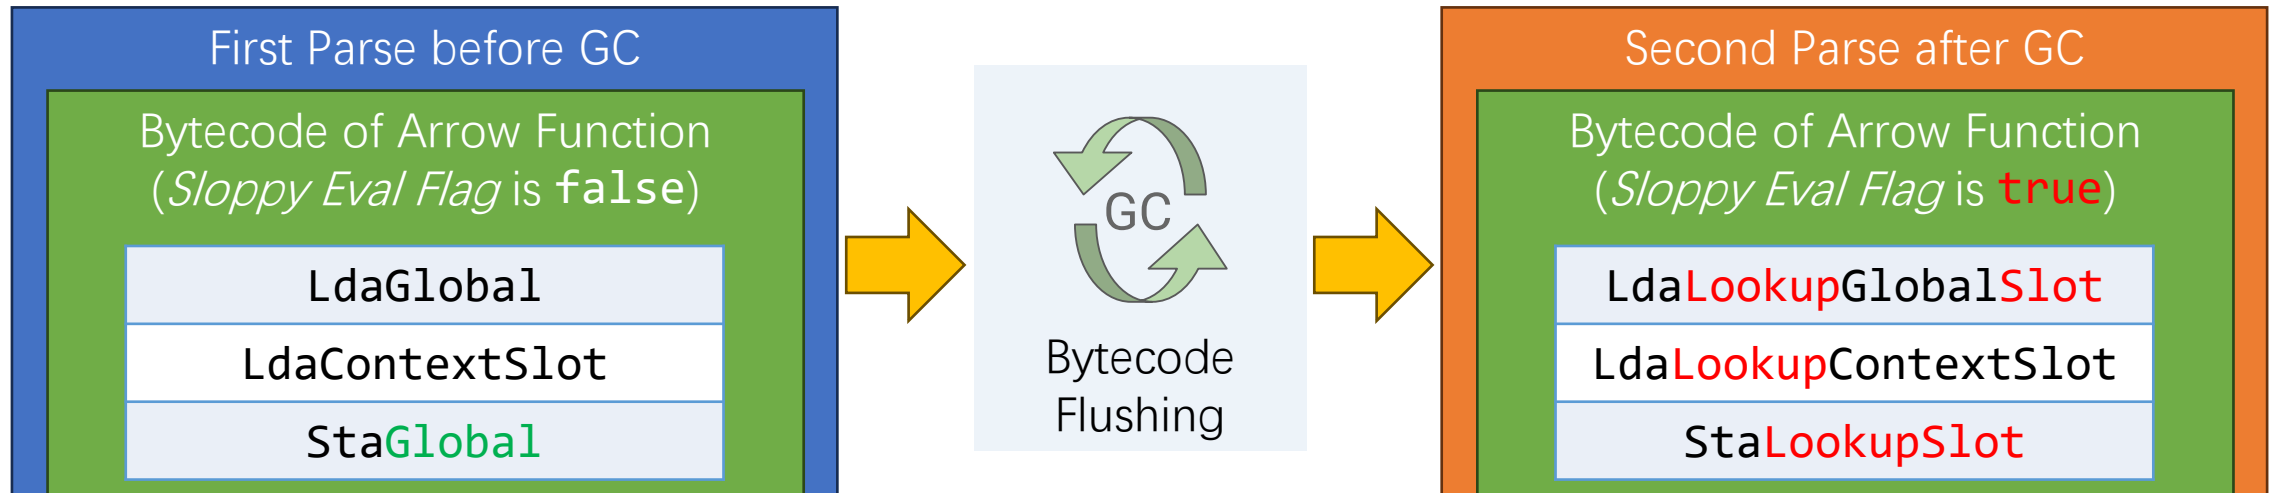 First Parse before GC
Bytecode of Arrow Function
(Sloppy Eval Flag is false)
LdaGlobal
LdaContextSlot
StaGlobal
GC
Bytecode
Flushing
Second Parse after GC
Bytecode of Arrow Function
(Sloppy Eval Flag is true)
LdaLookupGlobalSlot
LdaLookupContextSlot
StaLookupSlot